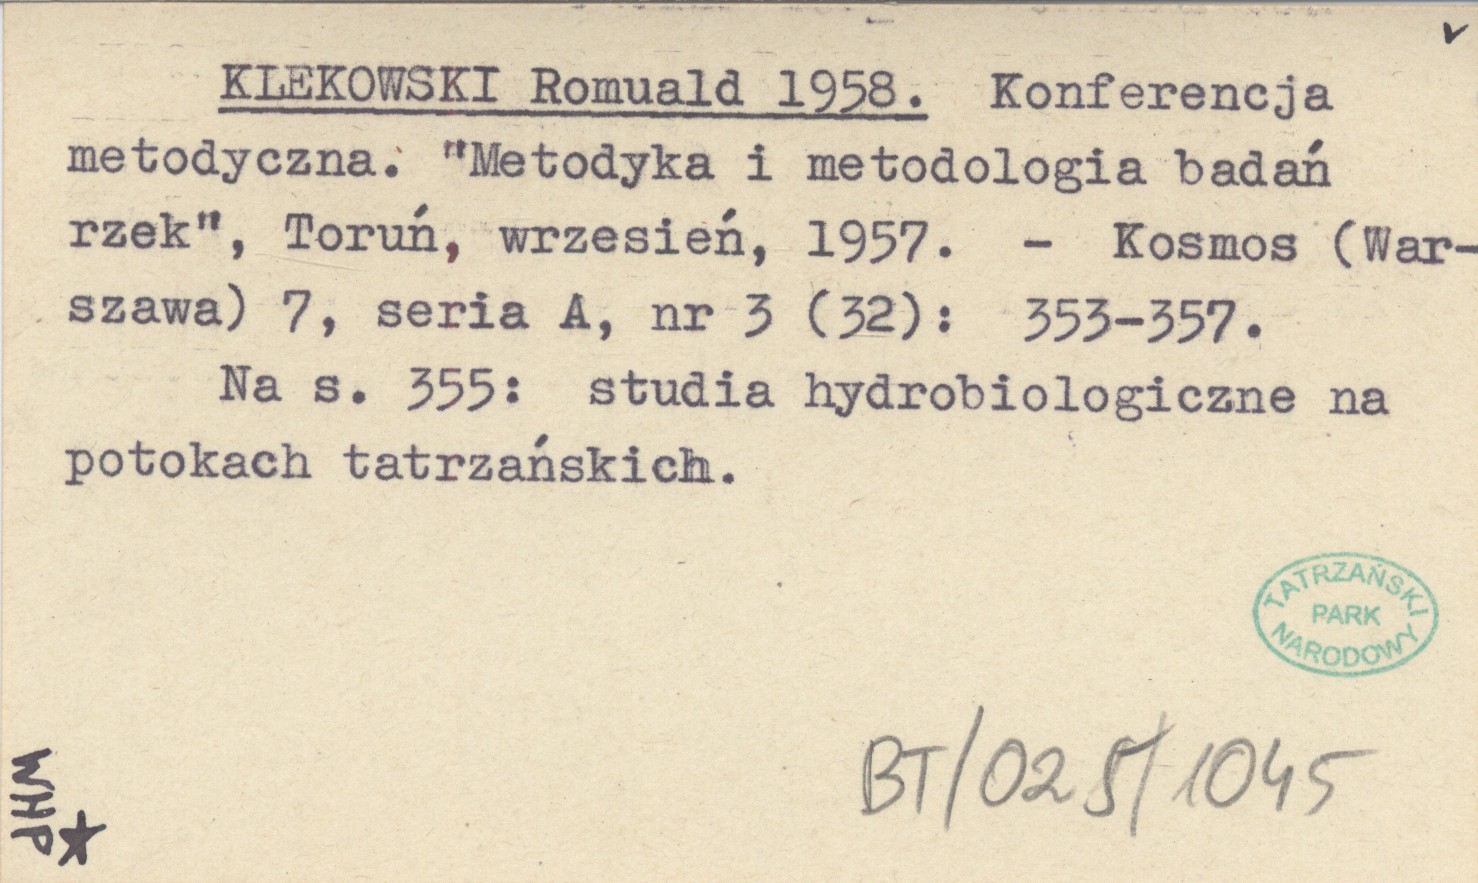 KLEKOWSKI Romuald 1958. Konferencja
metodyczna. "Metodyka i metodologia badań
rzek", Toruń, wrzesień, 1957. - Kosmos (War-
szawa) 7, seria A, nr 3 (32): 353-357.
Na s. 355: studia hydrobiologiczne na
potokach tatrzańskich.
TATRZAŃSKI
PARK
NARODOWY
BT/025/1045
WHP